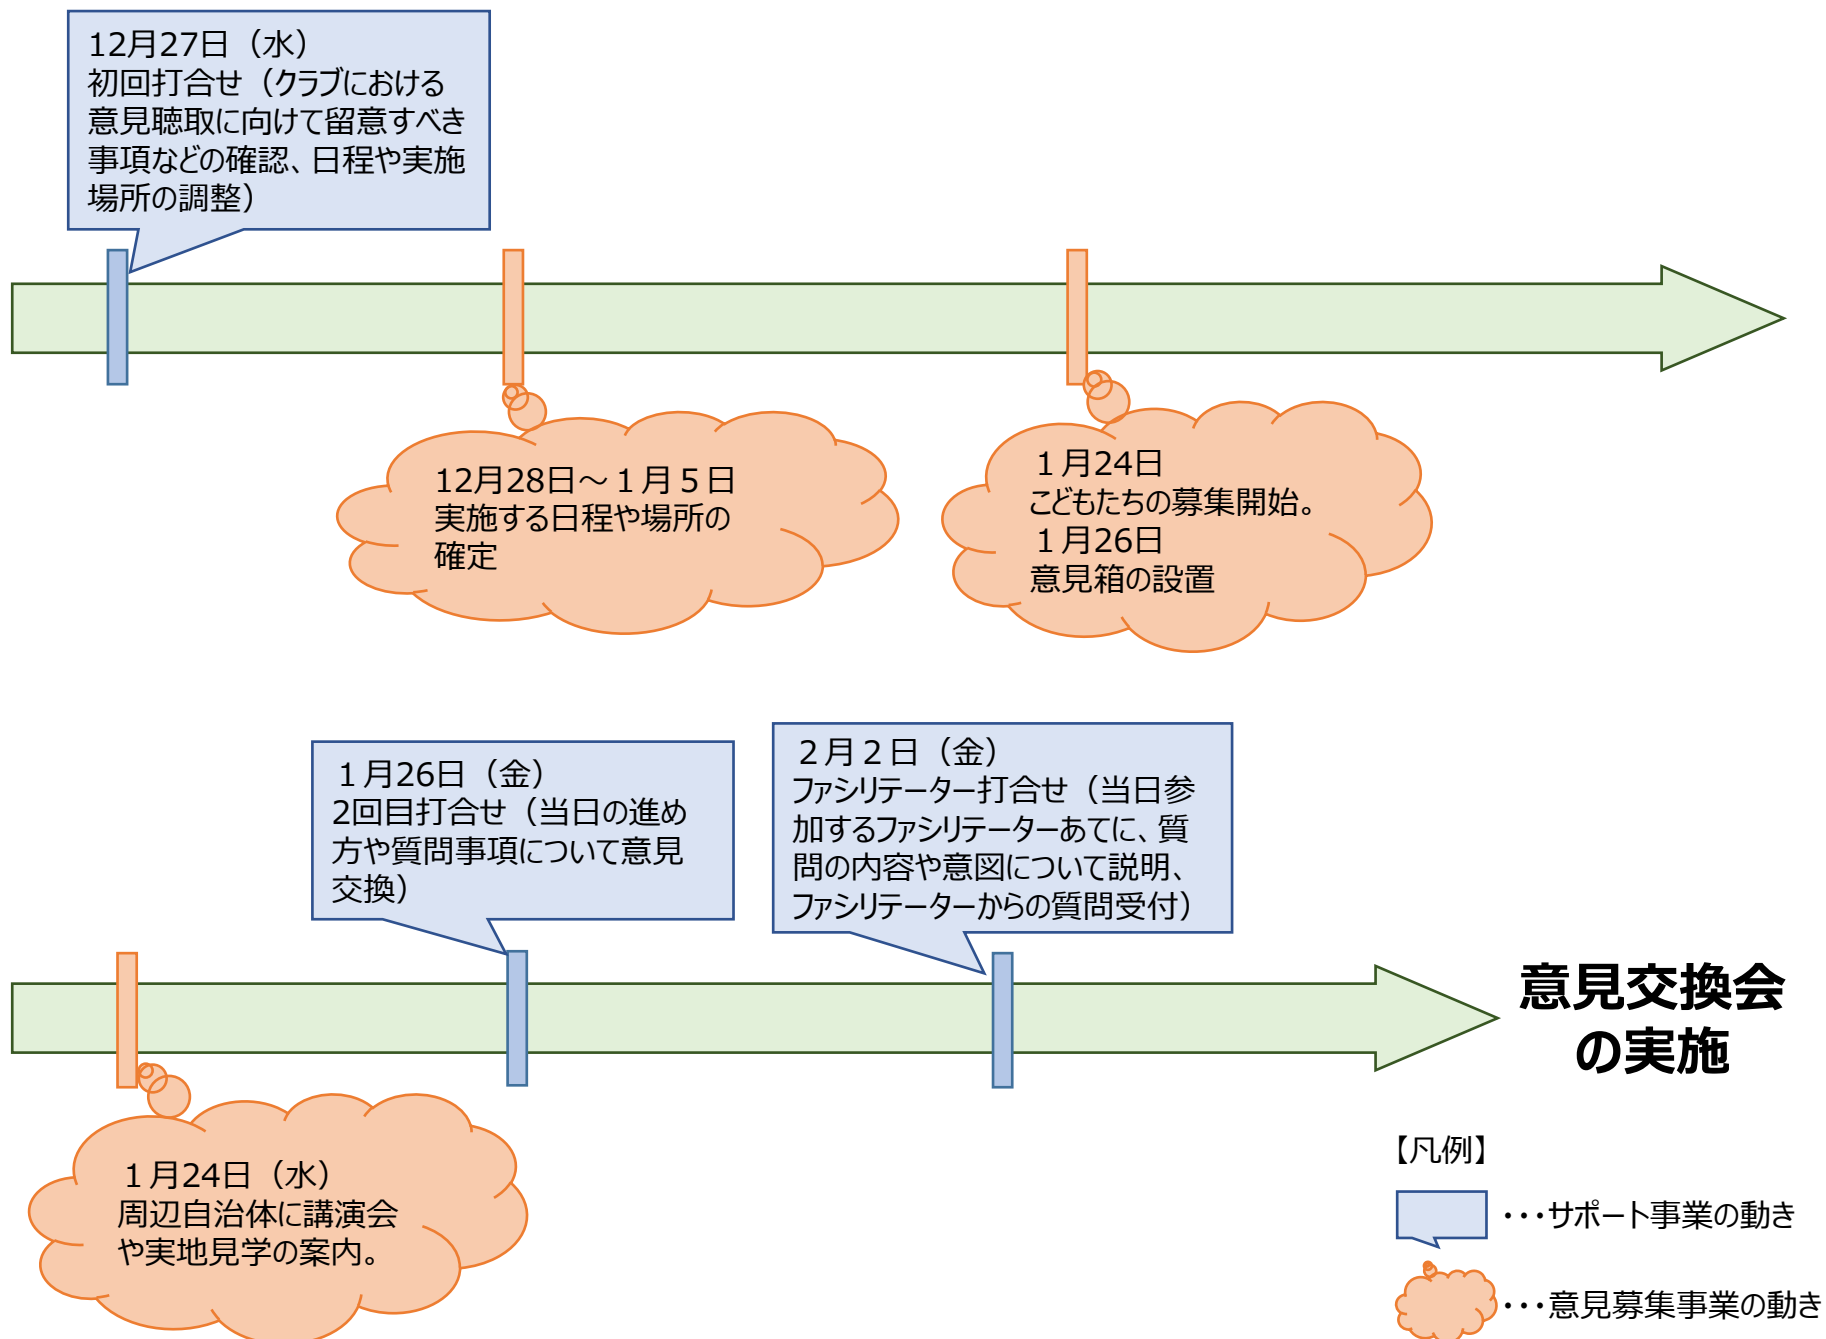 12月27日（水）
初回打合せ（クラブにおける
意見聴取に向けて留意すべき
事項などの確認、日程や実施
場所の調整）
12月28日～１月５日
実施する日程や場所の
確定
１月24日
こどもたちの募集開始。
１月26日
意見箱の設置
１月26日（金）
2回目打合せ（当日の進め
方や質問事項について意見
交換）
２月２日（金）
ファシリテーター打合せ（当日参
加するファシリテーターあてに、質
問の内容や意図について説明、
ファシリテーターからの質問受付）
意見交換会
の実施
１月24日（水）
周辺自治体に講演会
や実地見学の案内。
【凡例】
・・・サポート事業の動き
・・・意見募集事業の動き